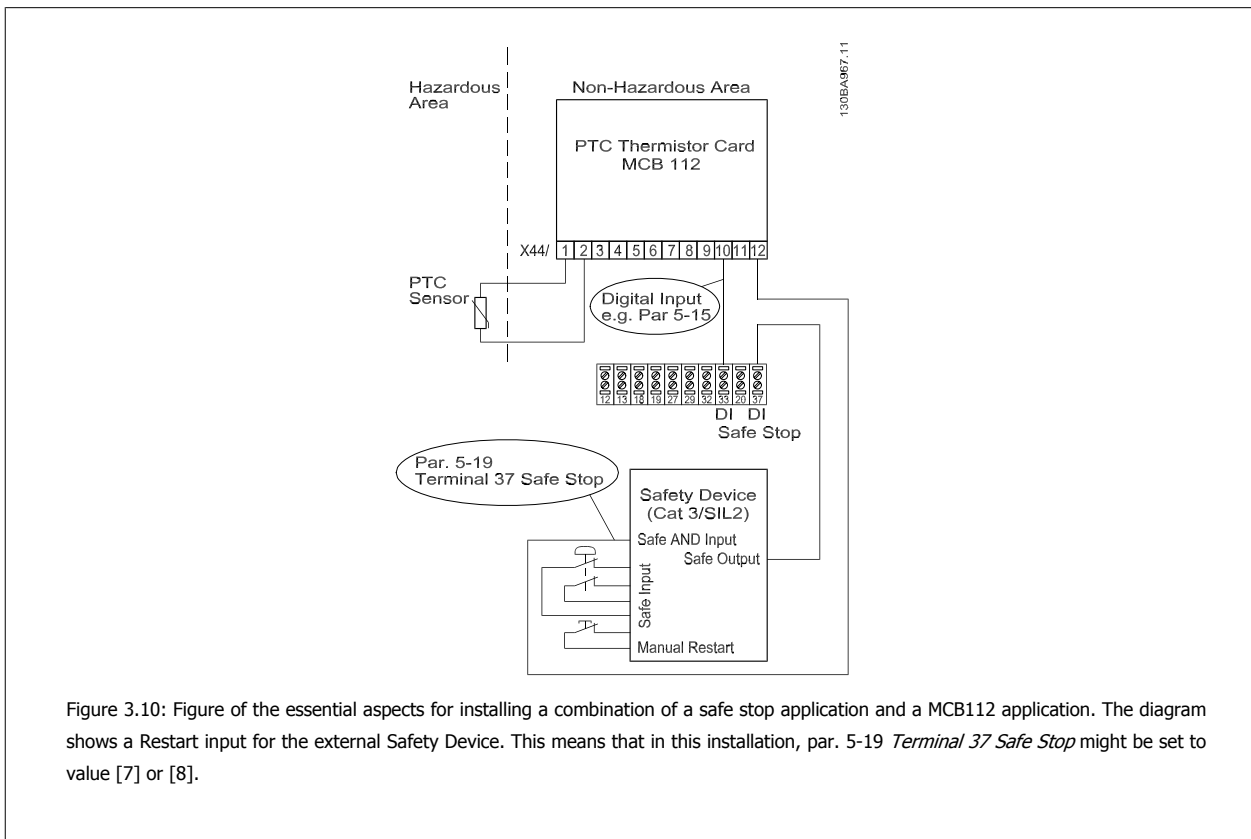 130BA967.11
Hazardous
Area
Non-Hazardous Area
PTC Thermistor Card
MCB 112
X44/ 1 2 3 4 5 6 7 8 9 10 11 12
PTC
Sensor
Digital Input
e.g. Par 5-15
12 13 18 19 27 29 32 33 20 37
DI DI
Safe Stop
Par. 5-19
Terminal 37 Safe Stop
Safety Device
(Cat 3/SIL2)
Safe AND Input
Safe Output
Safe Input
Manual Restart
Figure 3.10: Figure of the essential aspects for installing a combination of a safe stop application and a MCB112 application. The diagram
shows a Restart input for the external Safety Device. This means that in this installation, par. 5-19 Terminal 37 Safe Stop might be set to
value [7] or [8].